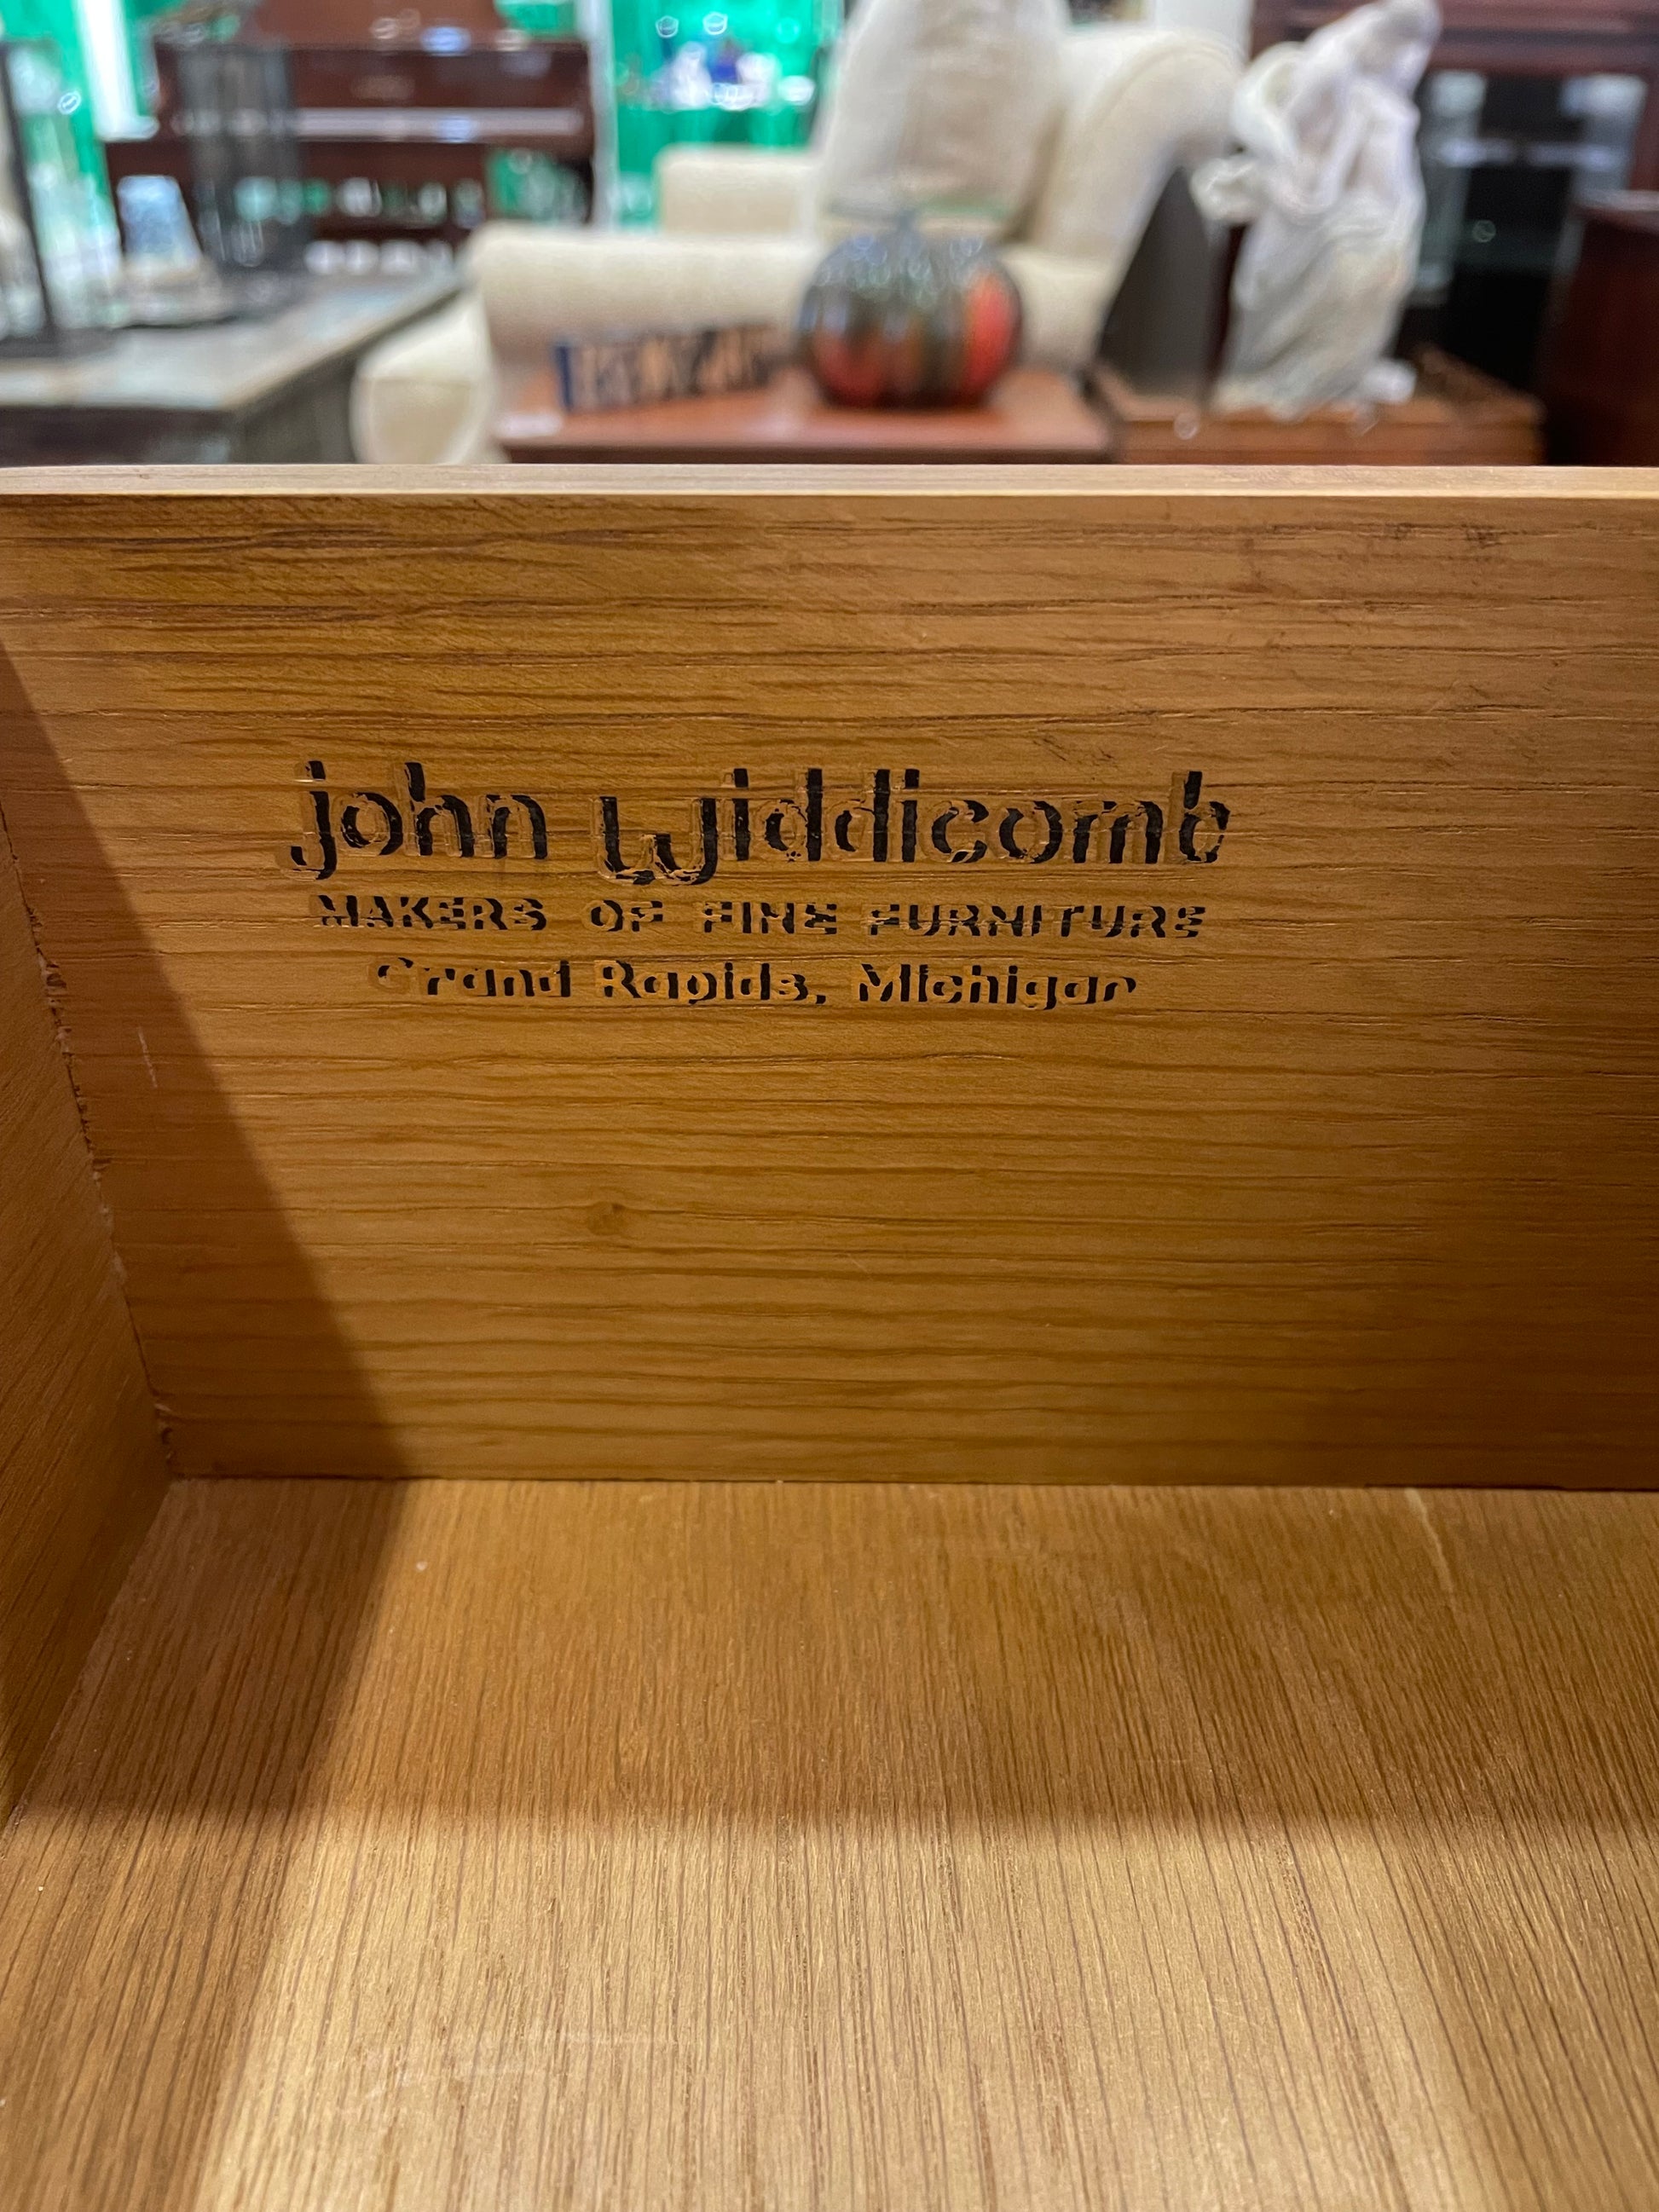 john widdicomb
MAKERS OF FINE FURNITURE
Grand Rapids, Michigan